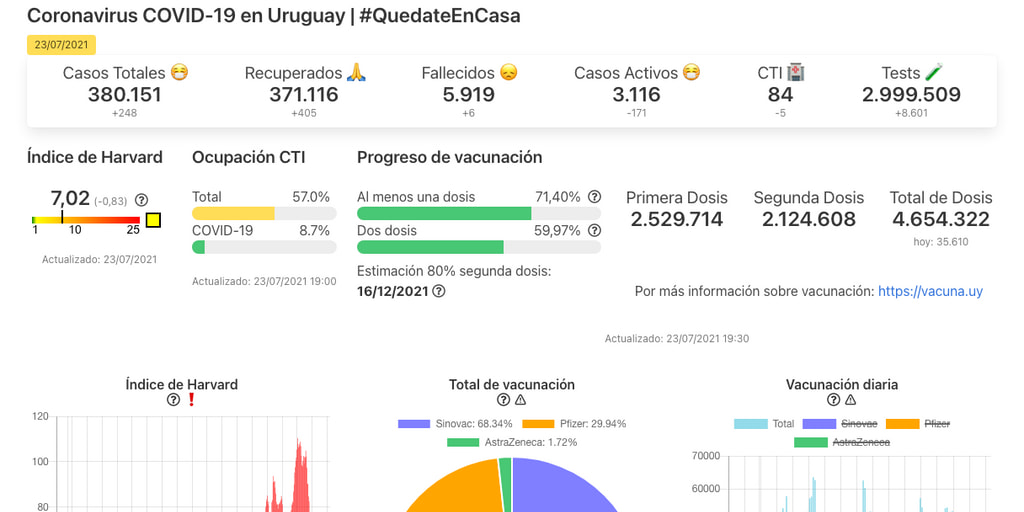 Coronavirus COVID-19 en Uruguay | #QuedateEnCasa
23/07/2021
Casos Totales 😷 Recuperados 🙏 Fallecidos 😞 Casos Activos 😷 CTI 🏥 Tests 🧪
380.151 371.116 5.919 3.116 84 2.999.509
+248 +405 +6 -171 -5 +8.601
Índice de Harvard Ocupación CTI Progreso de vacunación
7,02 (-0,83)
1 10 25
Actualizado: 23/07/2021
Total 57.0%
COVID-19 8.7%
Actualizado: 23/07/2021 19:00
Al menos una dosis 71,40%
Dos dosis 59,97%
Estimación 80% segunda dosis:
16/12/2021
Primera Dosis Segunda Dosis Total de Dosis
2.529.714 2.124.608 4.654.322
hoy: 35.610
Por más información sobre vacunación: https://vacuna.uy
Actualizado: 23/07/2021 19:30
Índice de Harvard
120
100
80
Total de vacunación
Sinovac: 68.34% Pfizer: 29.94%
AstraZeneca: 1.72%
Vacunación diaria
Total Sinovac Pfizer
AstraZeneca
70000
60000